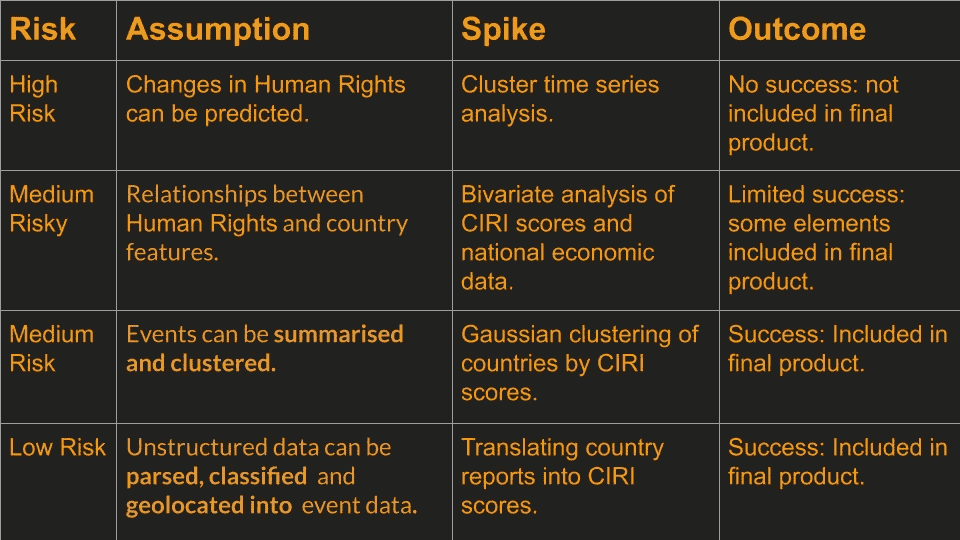 Risk
Assumption
Spike
Outcome
High
Risk
Changes in Human Rights
can be predicted.
Cluster time series
analysis.
No success: not
included in final
product.
Medium
Risky
Relationships between
Human Rights and country
features.
Bivariate analysis of
CIRI scores and
national economic
data.
Limited success:
some elements
included in final
product.
Medium
Risk
Events can be summarised
and clustered.
Gaussian clustering of
countries by CIRI
scores.
Success: Included in
final product.
Low Risk
Unstructured data can be
parsed, classified and
geolocated into event data.
Translating country
reports into CIRI
scores.
Success: Included in
final product.